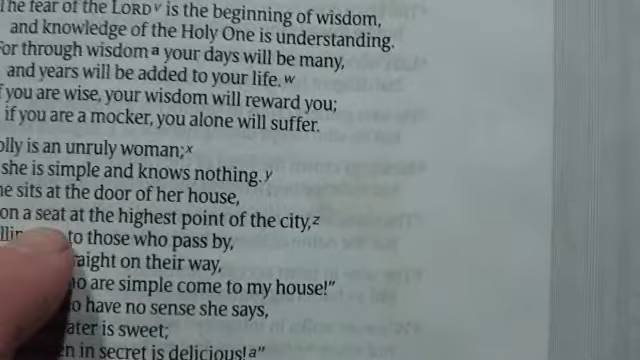 The fear of the LORDv is the beginning of wisdom,
and knowledge of the Holy One is understanding.
For through wisdoma your days will be many,
and years will be added to your life.w
you are wise, your wisdom will reward you;
if you are a mocker, you alone will suffer.
olly is an unruly woman;x
she is simple and knows nothing.y
e sits at the door of her house,
on a seat at the highest point of the city,z
to those who pass by,
raight on their way,
o are simple come to my house!"
o have no sense she says,
ater is sweet;
n in secret is delicious!a"